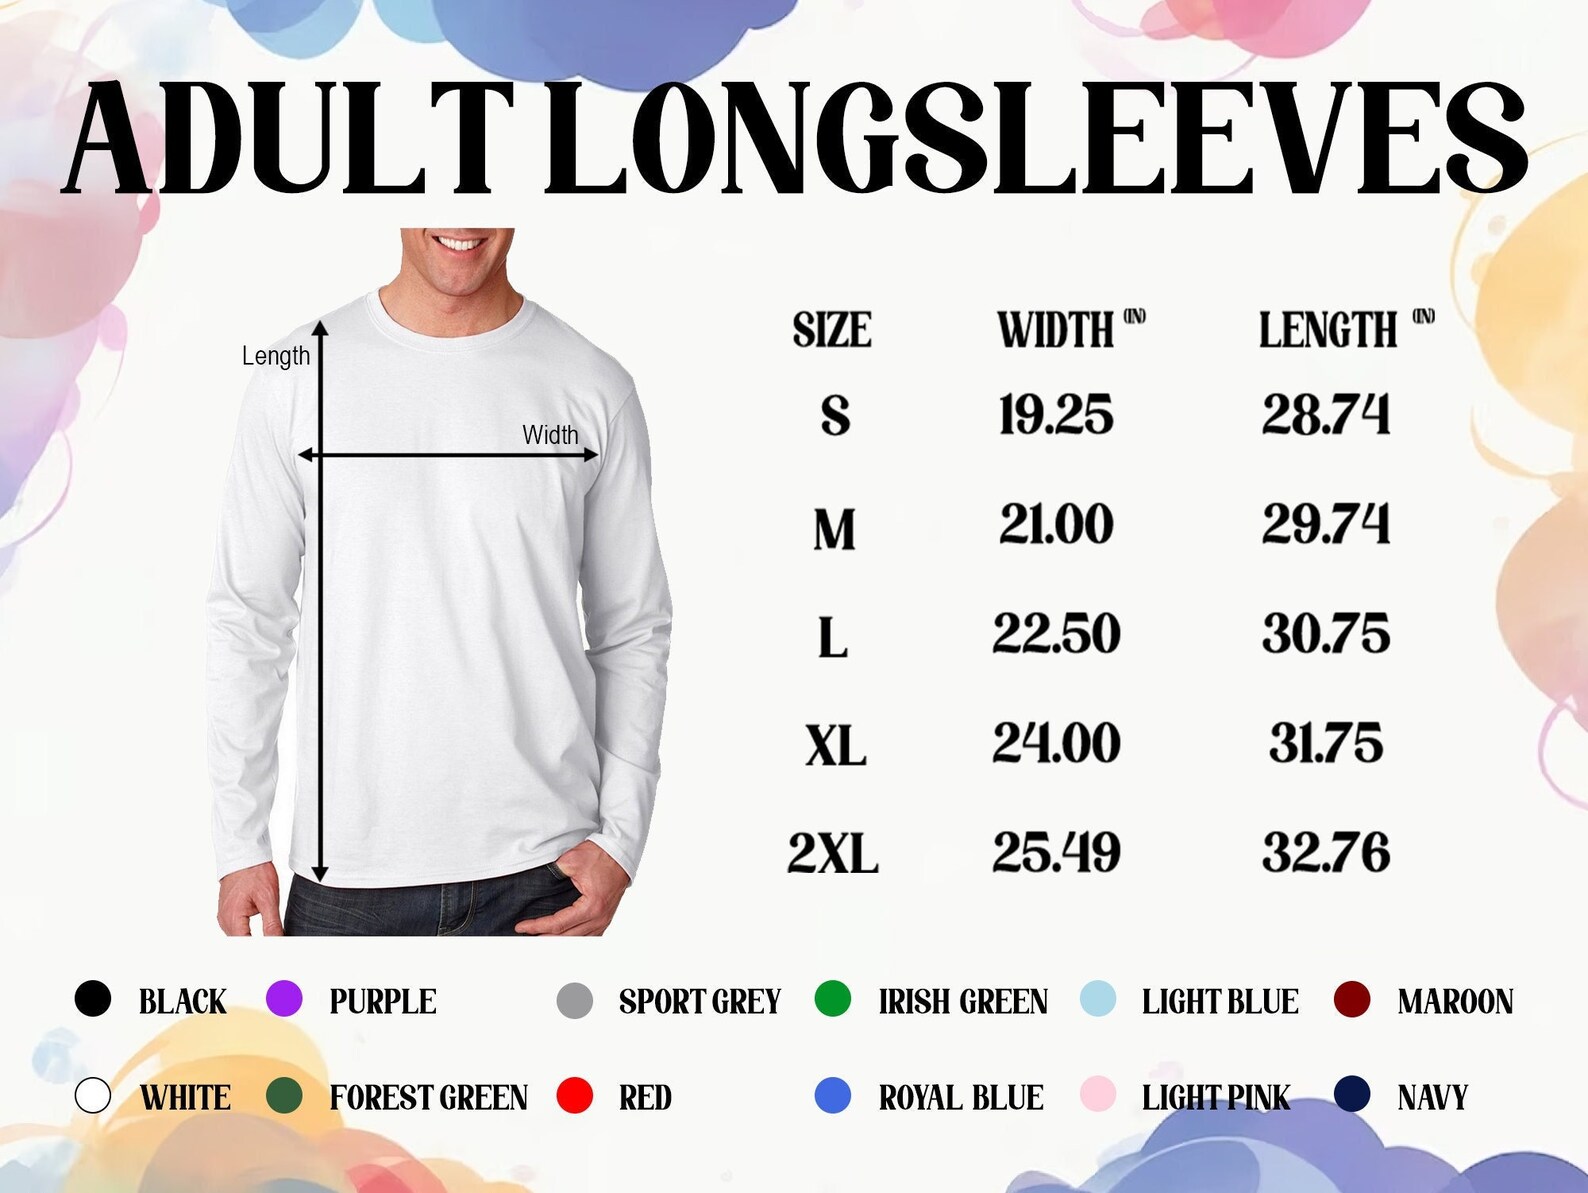 ADULT LONGSLEEVES
Length
Width
SIZE WIDTH (IN) LENGTH (IN)
S 19.25 28.74
M 21.00 29.74
L 22.50 30.75
XL 24.00 31.75
2XL 25.49 32.76
BLACK PURPLE SPORT GREY IRISH GREEN LIGHT BLUE MAROON
WHITE FOREST GREEN RED ROYAL BLUE LIGHT PINK NAVY